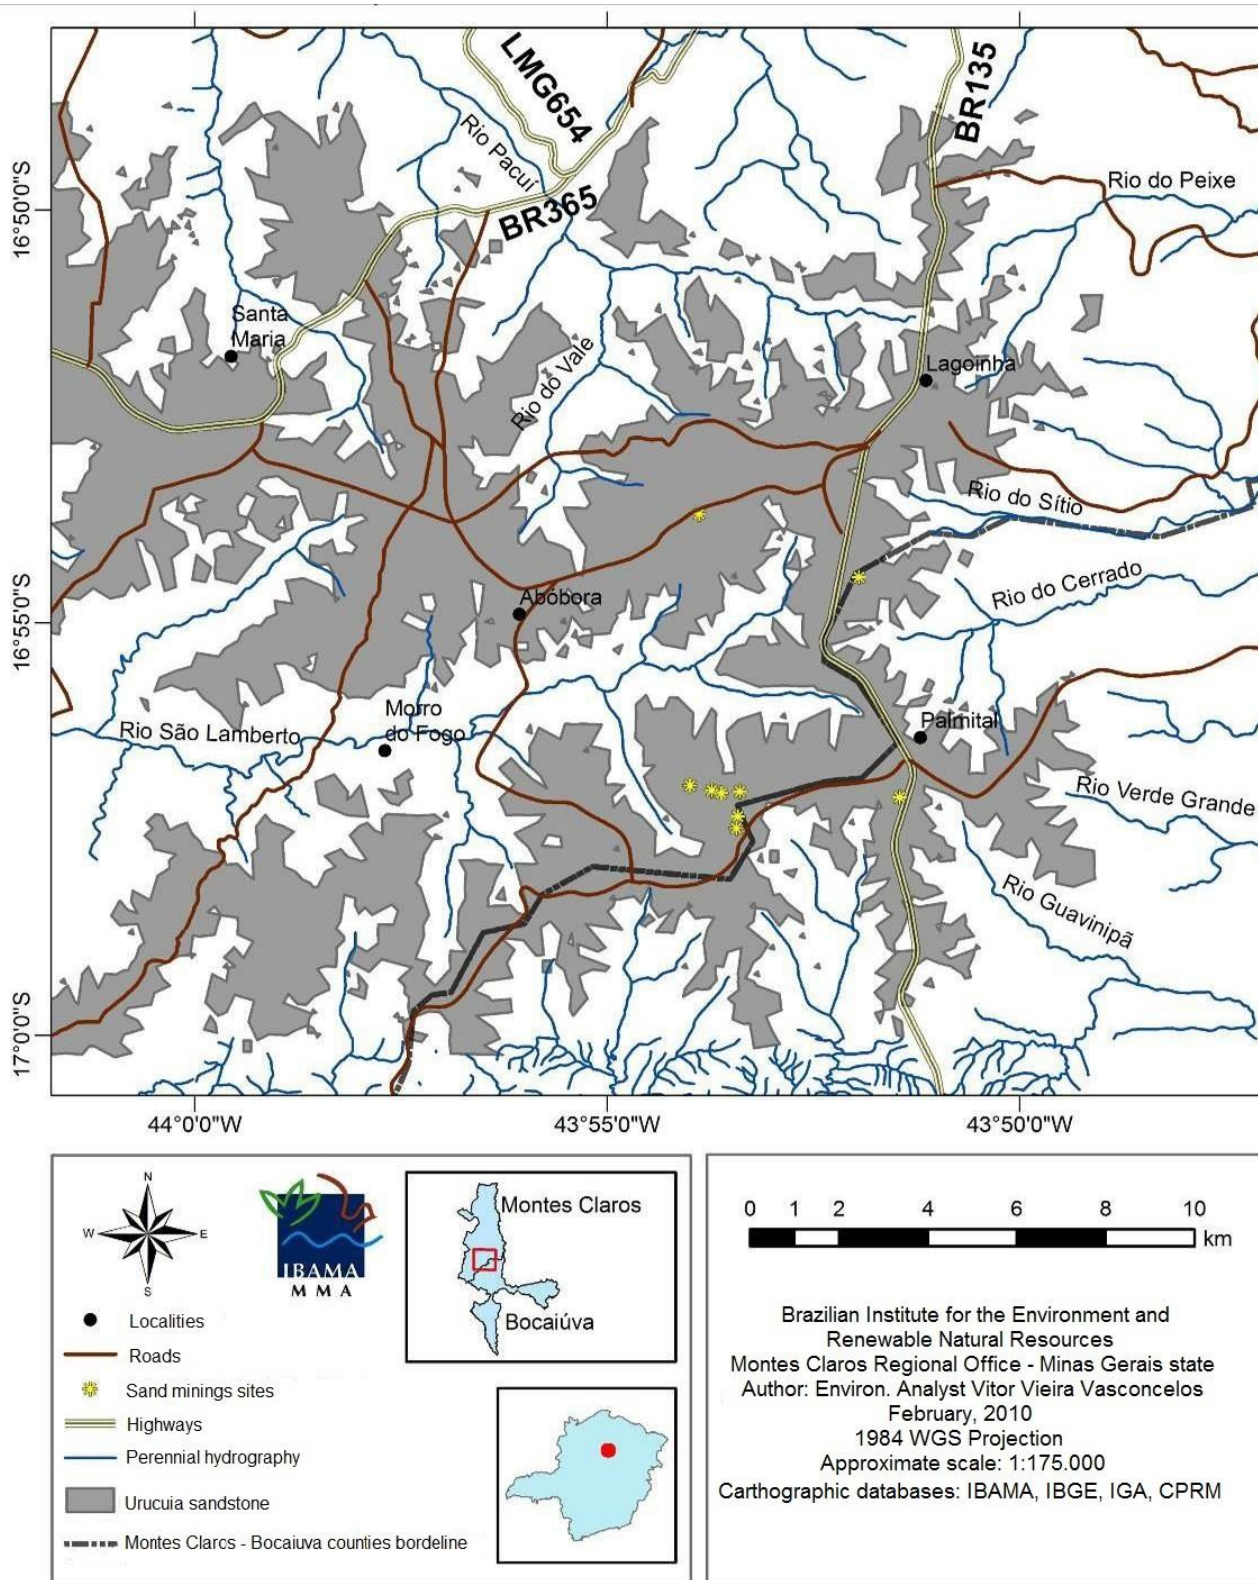 LMG654
BR135
Rio Pacuí
Rio do Peixe
BR365
16°50'0"S
Santa
Maria
Rio do Vale
Lagoinha
Rio do Sítio
Rio do Cerrado
Abóbora
16°55'0"S
Morro
do Fogo
Palmital
Rio São Lamberto
Rio Verde Grande
Rio Guavinipã
17°0'0"S
44°0'0"W
43°55'0"W
43°50'0"W
N
W
E
S
IBAMA
MMA
Montes Claros
Bocaiúva
Localities
Roads
Sand minings sites
Highways
Perennial hydrography
Urucuia sandstone
Montes Claros - Bocaiuva counties bordeline
0 1 2 4 6 8 10
km
Brazilian Institute for the Environment and
Renewable Natural Resources
Montes Claros Regional Office - Minas Gerais state
Author: Environ. Analyst Vitor Vieira Vasconcelos
February, 2010
1984 WGS Projection
Approximate scale: 1:175.000
Carthographic databases: IBAMA, IBGE, IGA, CPRM